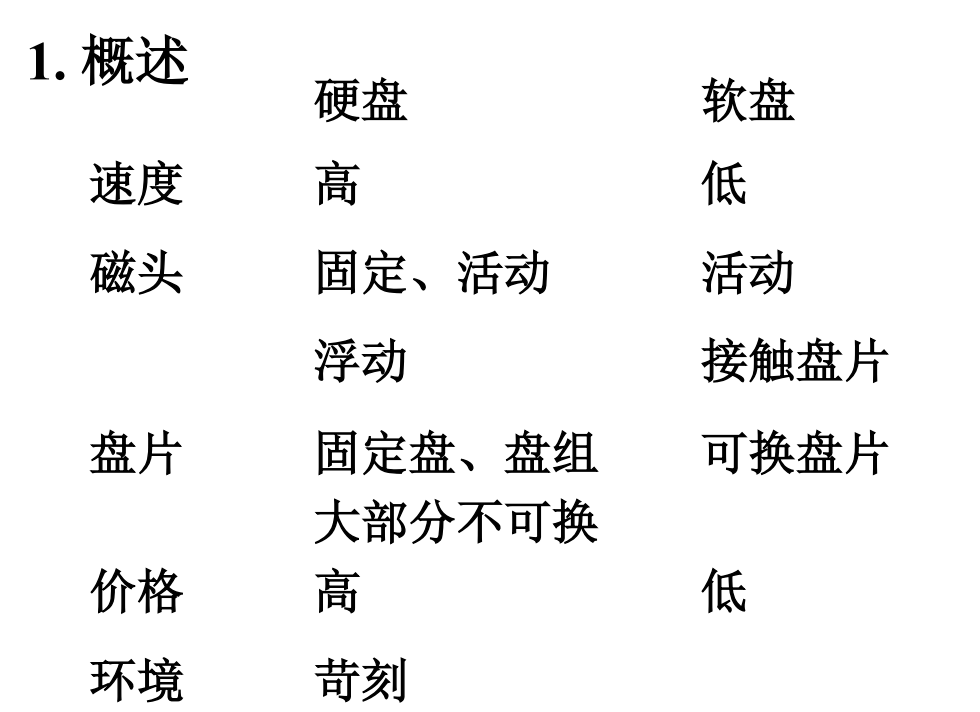 1. 概述
硬盘 软盘
速度 高 低
磁头 固定、活动 活动
浮动 接触盘片
盘片 固定盘、盘组 可换盘片
大部分不可换
价格 高 低
环境 苛刻